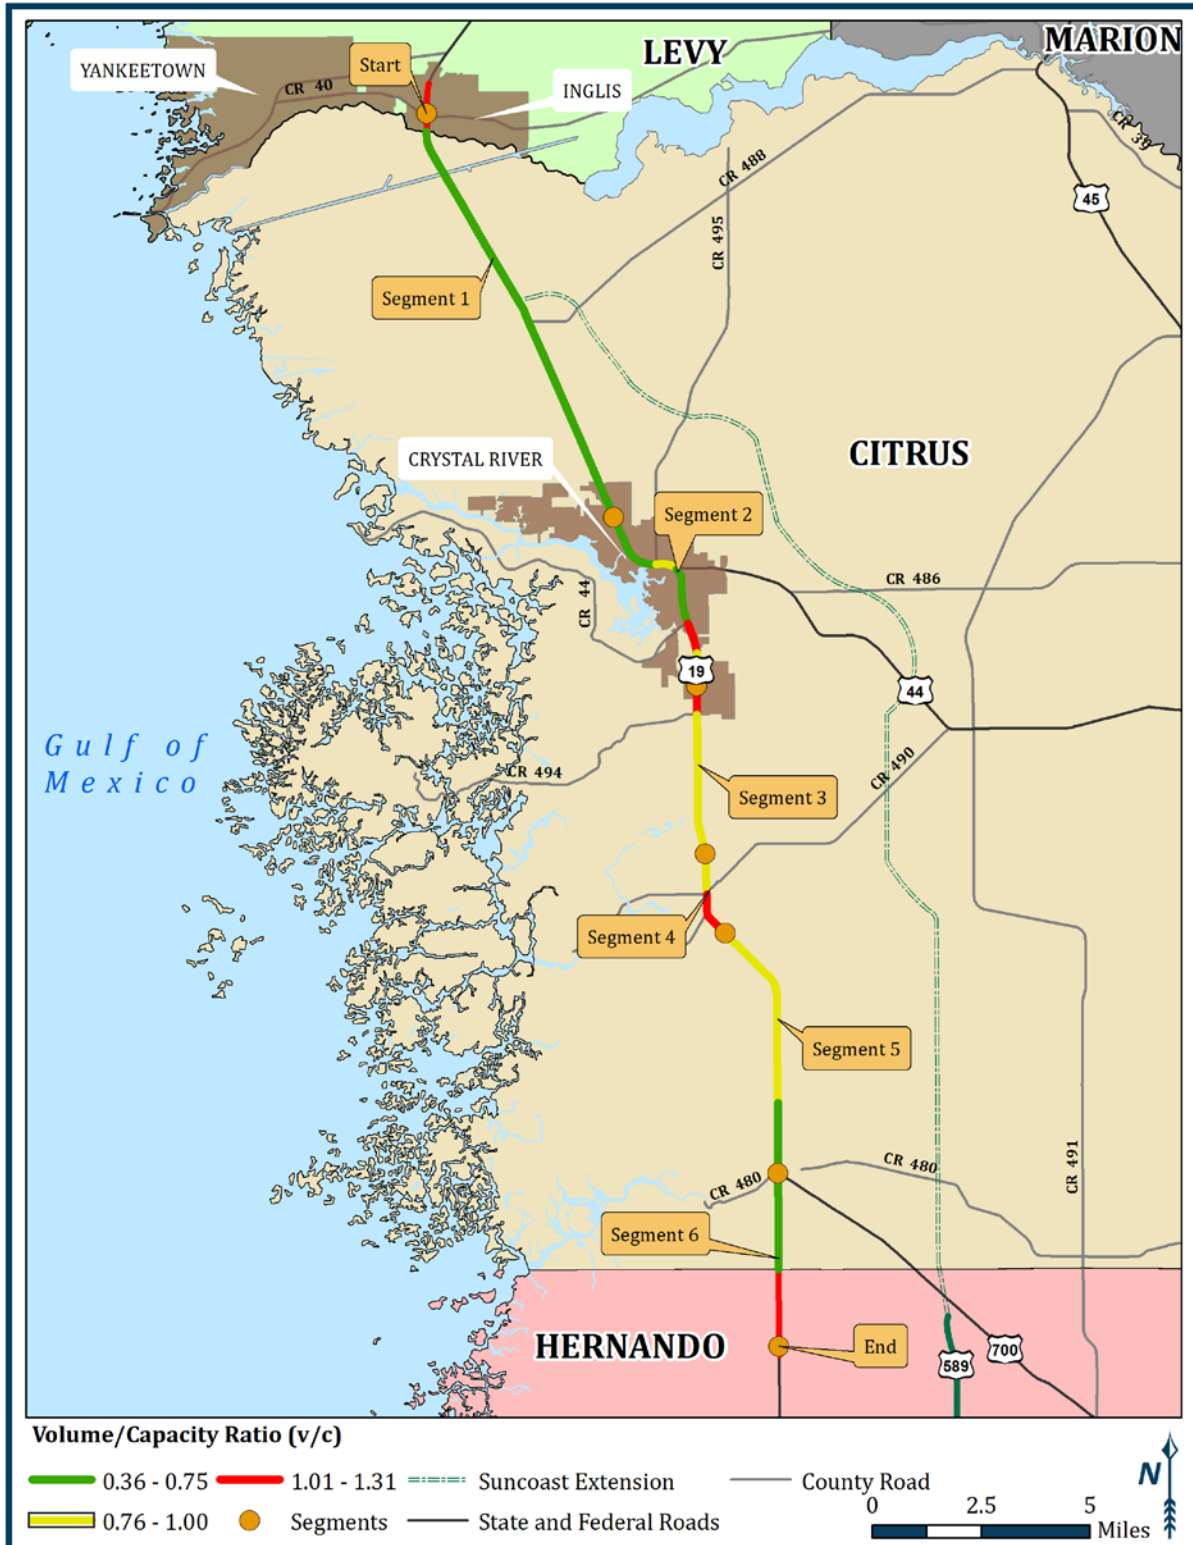 MARION
LEVY
Start
YANKEETOWN
CR 40
INGLIS
CR 39
CR 488
45
CR 495
Segment 1
CITRUS
CRYSTAL RIVER
Segment 2
CR 486
CR 44
19
44
Gulf of
Mexico
CR 494
CR 490
Segment 3
Segment 4
Segment 5
CR 480
CR 480
CR 491
Segment 6
HERNANDO
End
700
589
Volume/Capacity Ratio (v/c)
0.36 - 0.75 1.01 - 1.31 Suncoast Extension County Road
0.76 - 1.00 Segments State and Federal Roads
N
0 2.5 5
Miles